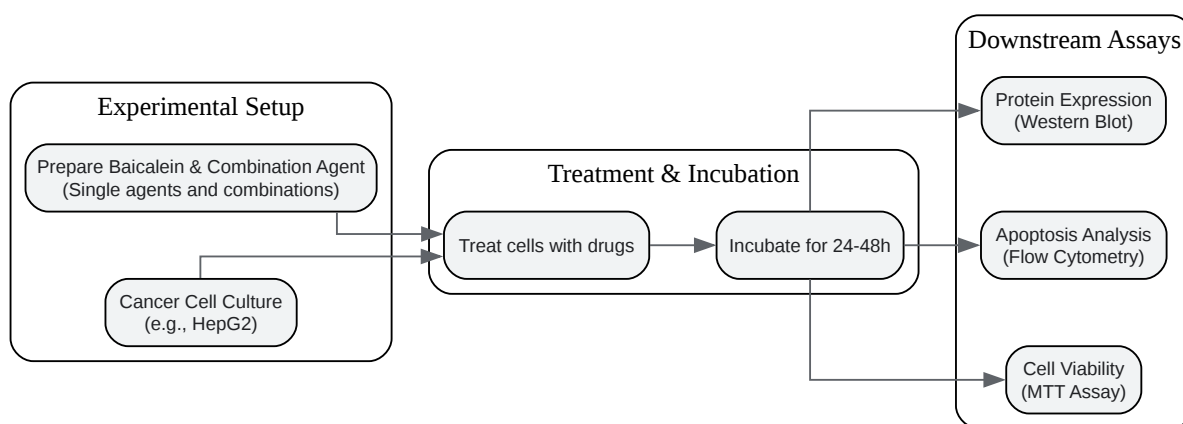 Experimental Setup
Prepare Baicalein & Combination Agent
(Single agents and combinations)
Cancer Cell Culture
(e.g., HepG2)
Treatment & Incubation
Treat cells with drugs
Incubate for 24-48h
Downstream Assays
Protein Expression
(Western Blot)
Apoptosis Analysis
(Flow Cytometry)
Cell Viability
(MTT Assay)